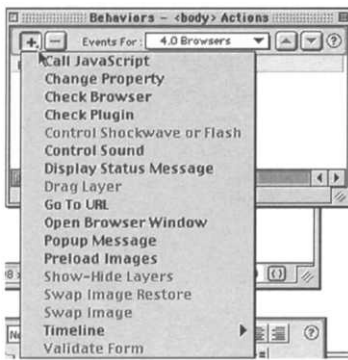 Behaviors – <body> Actions
Events For: 4.0 Browsers
Call JavaScript
Change Property
Check Browser
Check Plugin
Control Shockwave or Flash
Control Sound
Display Status Message
Drag Layer
Go To URL
Open Browser Window
Popup Message
Preload Images
Show-Hide Layers
Swap Image Restore
Swap Image
Timeline
Validate Form